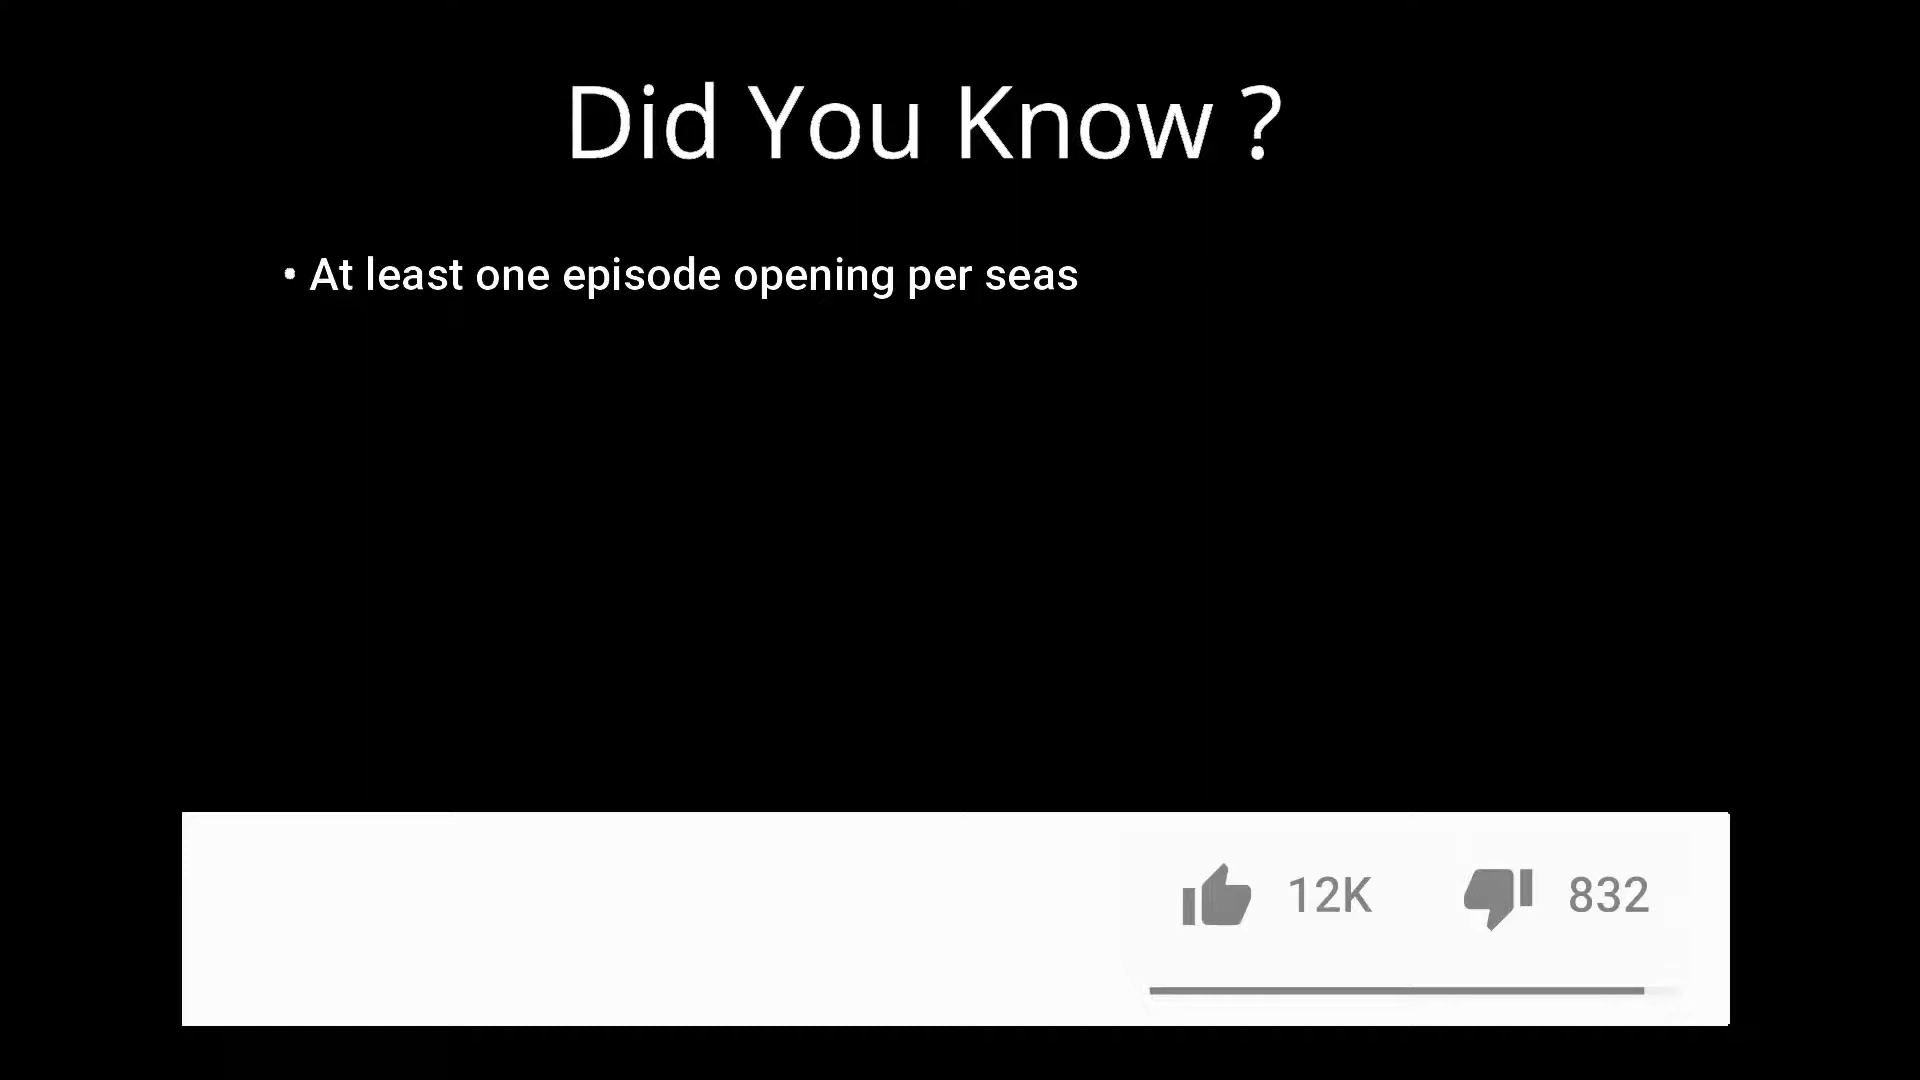 Did You Know ?
• At least one episode opening per seas
12K 832